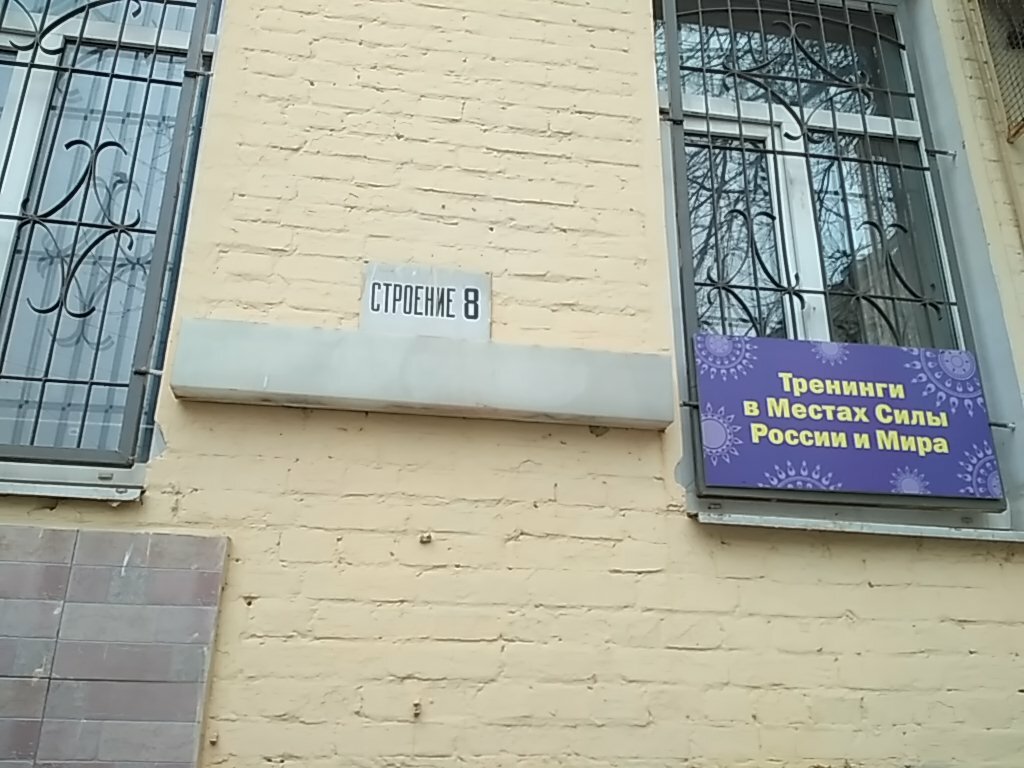 СТРОЕНИЕ 8
Тренинги
в Местах Силы
России и Мира